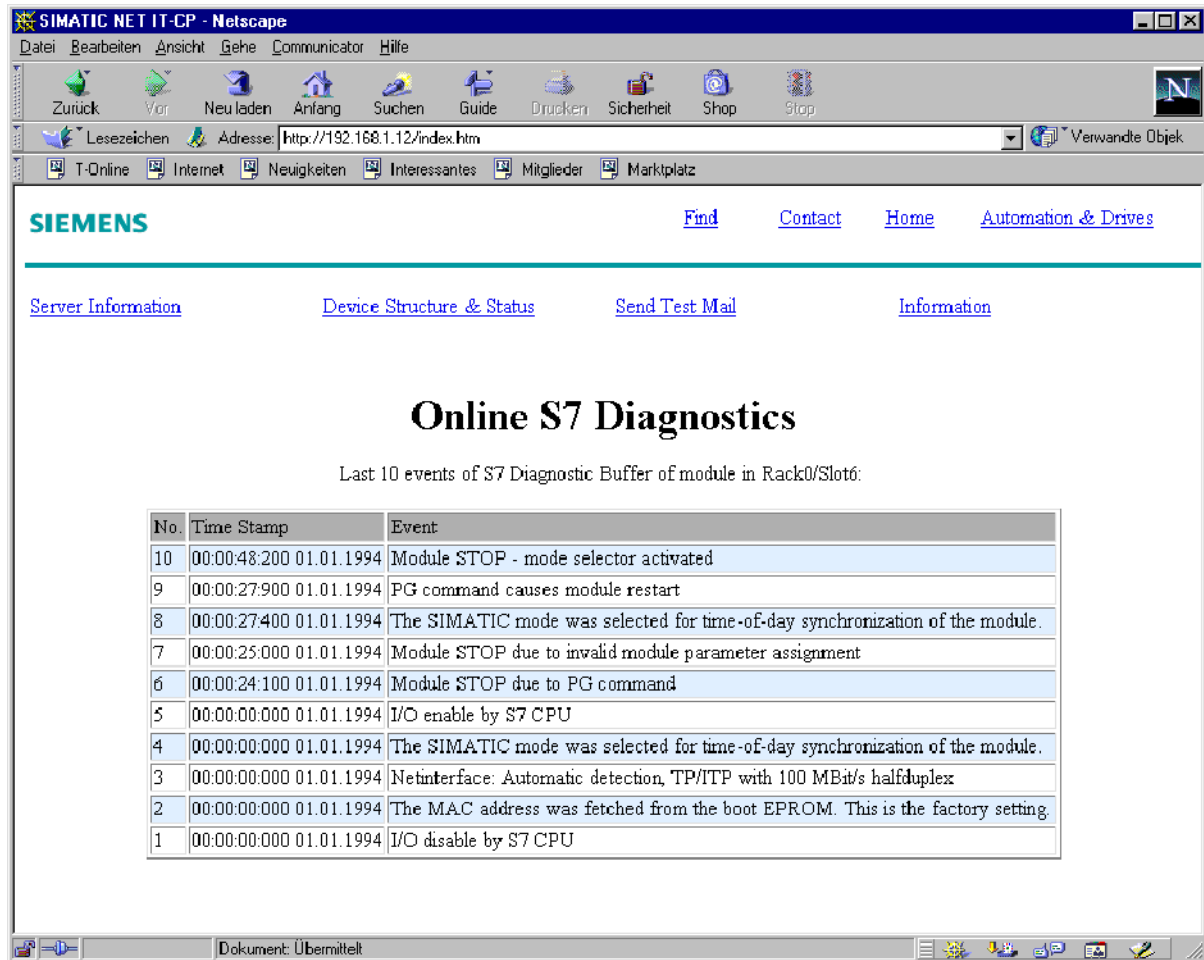 SIMATIC NET IT-CP - Netscape
Datei Bearbeiten Ansicht Gehe Communicator Hilfe
Zurück Vor Neu laden Anfang Suchen Guide Drucken Sicherheit Shop Stop
N
Lesezeichen Adresse: http://192.168.1.12/index.htm Verwandte Objek
T-Online Internet Neuigkeiten Interessantes Mitglieder Marktplatz
SIEMENS Find Contact Home Automation & Drives
Server Information Device Structure & Status Send Test Mail Information
Online S7 Diagnostics
Last 10 events of S7 Diagnostic Buffer of module in Rack0/Slot6:
No. Time Stamp Event
10 00:00:48:200 01.01.1994 Module STOP - mode selector activated
9 00:00:27:900 01.01.1994 PG command causes module restart
8 00:00:27:400 01.01.1994 The SIMATIC mode was selected for time-of-day synchronization of the module.
7 00:00:25:000 01.01.1994 Module STOP due to invalid module parameter assignment
6 00:00:24:100 01.01.1994 Module STOP due to PG command
5 00:00:00:000 01.01.1994 I/O enable by S7 CPU
4 00:00:00:000 01.01.1994 The SIMATIC mode was selected for time-of-day synchronization of the module.
3 00:00:00:000 01.01.1994 Netinterface: Automatic detection, TP/ITP with 100 MBit/s halfduplex
2 00:00:00:000 01.01.1994 The MAC address was fetched from the boot EPROM. This is the factory setting.
1 00:00:00:000 01.01.1994 I/O disable by S7 CPU
Dokument: Übermittelt